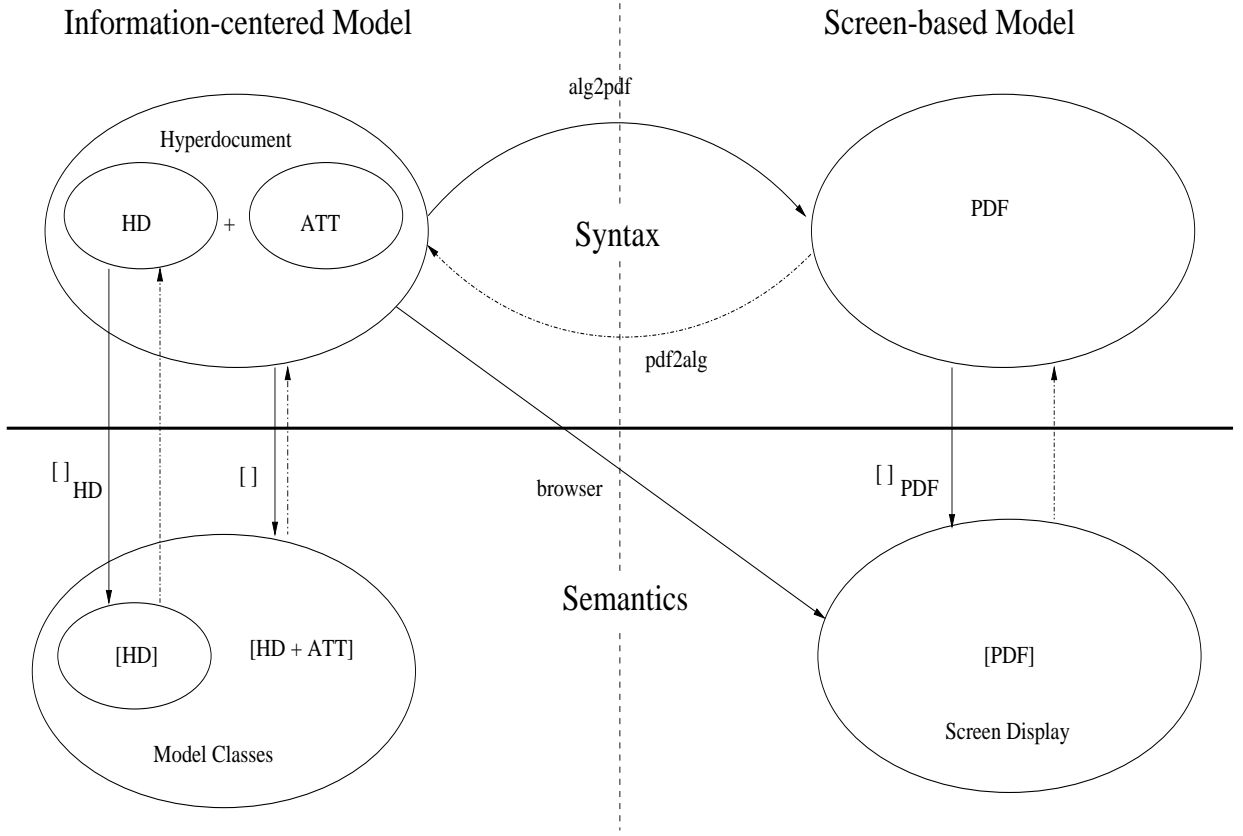 Information-centered Model
Screen-based Model
alg2pdf
Hyperdocument
HD + ATT
PDF
Syntax
pdf2alg
[ ] HD
[ ]
browser
[ ] PDF
Semantics
[HD]
[HD + ATT]
[PDF]
Model Classes
Screen Display